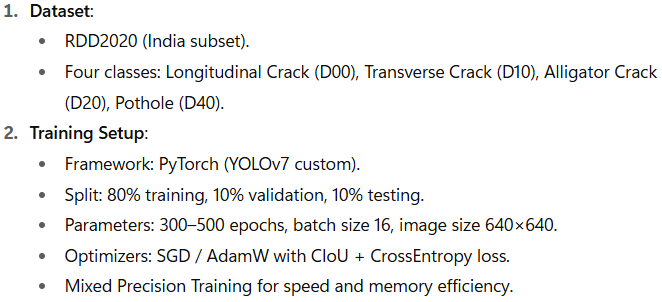 1. Dataset:
• RDD2020 (India subset).
• Four classes: Longitudinal Crack (D00), Transverse Crack (D10), Alligator Crack
(D20), Pothole (D40).
2. Training Setup:
• Framework: PyTorch (YOLOv7 custom).
• Split: 80% training, 10% validation, 10% testing.
• Parameters: 300–500 epochs, batch size 16, image size 640×640.
• Optimizers: SGD / AdamW with CIoU + CrossEntropy loss.
• Mixed Precision Training for speed and memory efficiency.